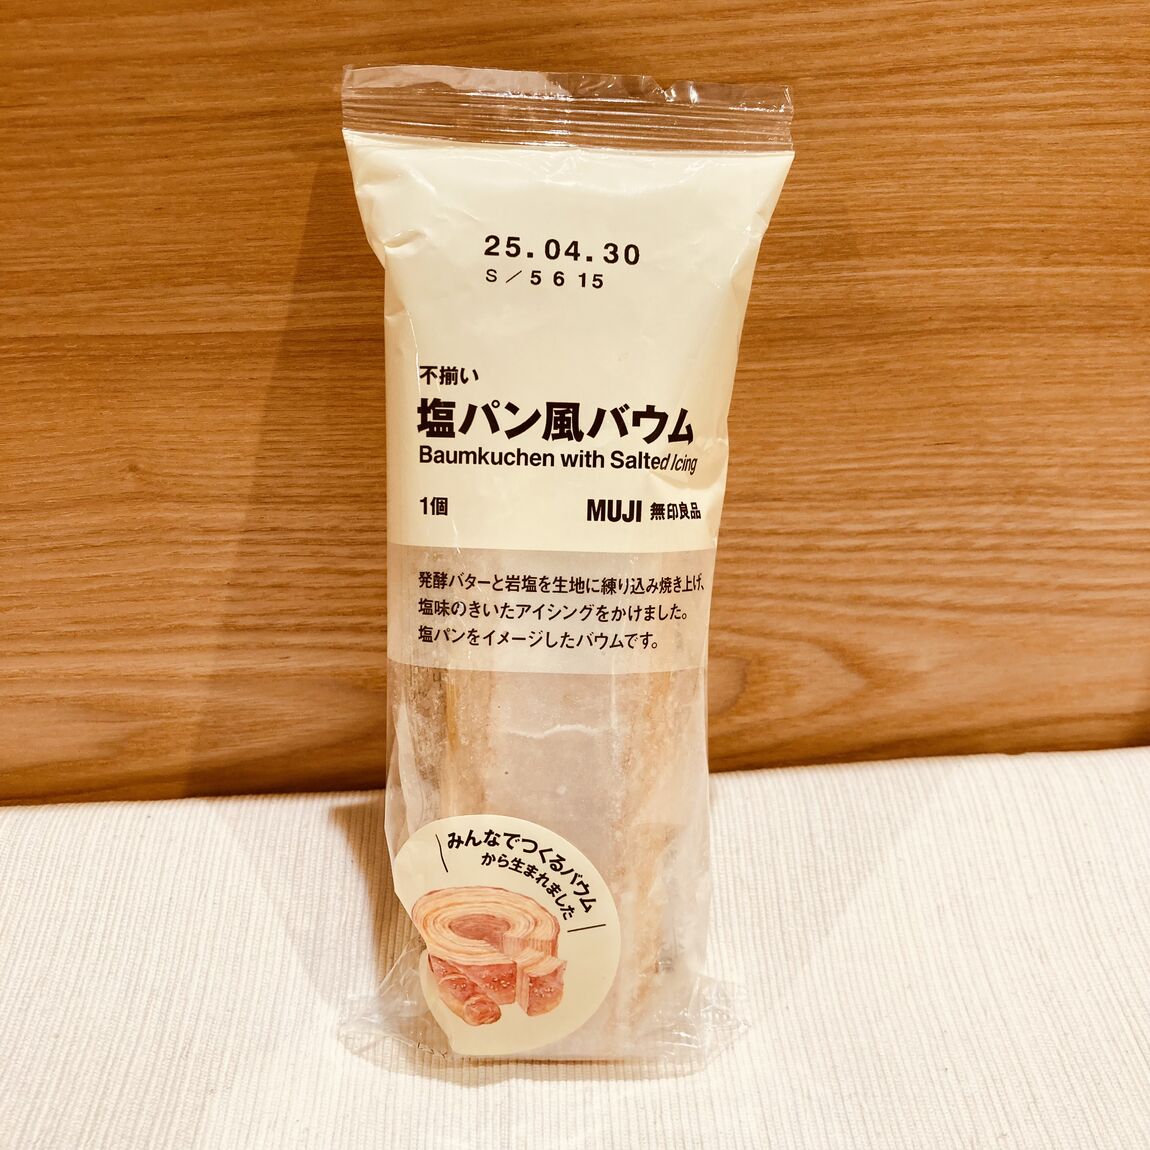 25.04.30
S/5 6 15
不揃い
塩パン風バウム
Baumkuchen with Salted Icing
1個
MUJI 無印良品
発酵バターと岩塩を生地に練り込み焼き上げ、
塩味のきいたアイシングをかけました。
塩パンをイメージしたバウムです。
みんなでつくるバウム
から生まれました